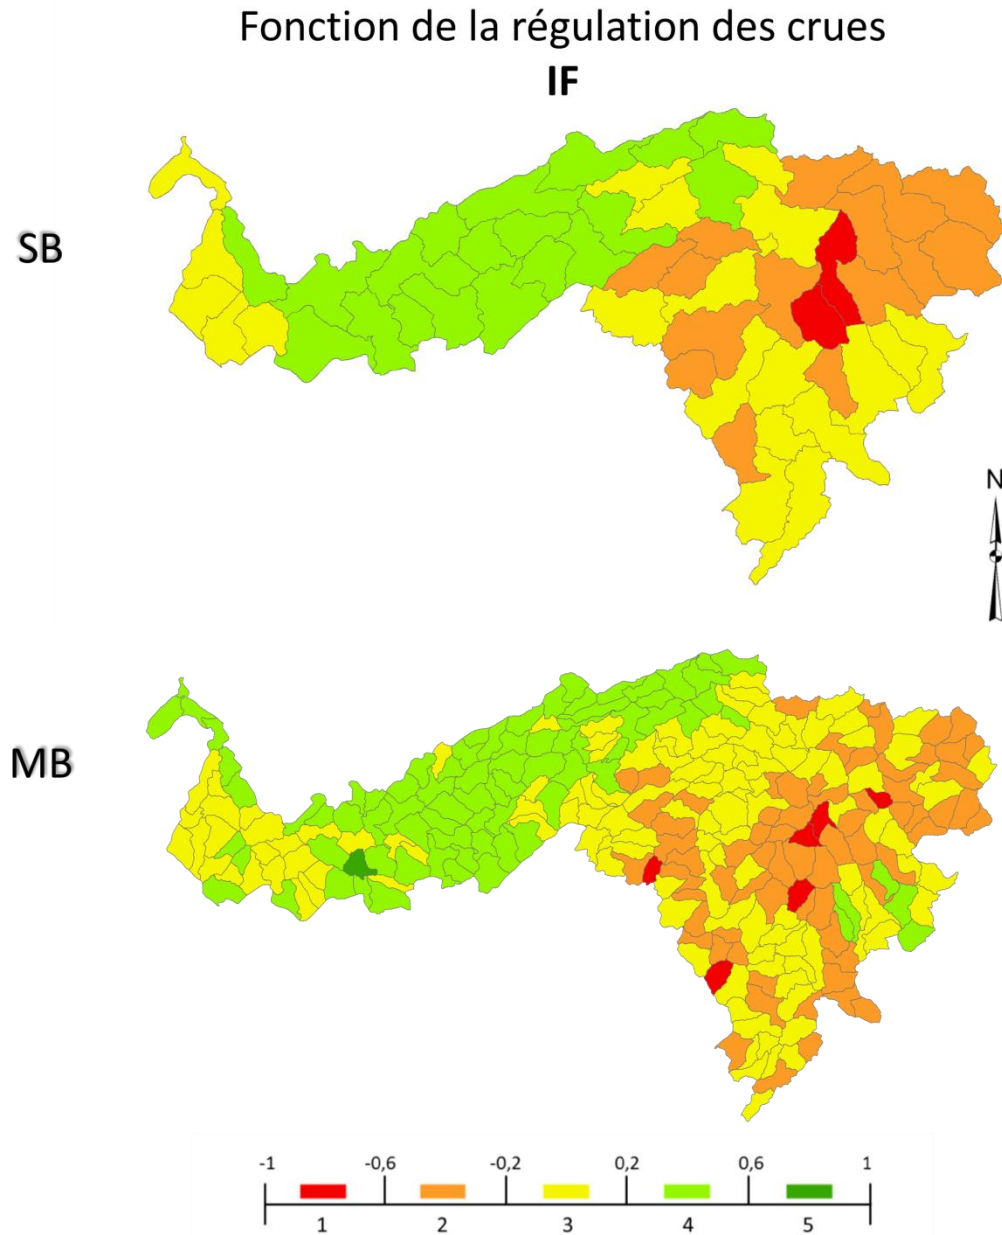 Fonction de la régulation des crues
IF
SB
N
MB
-1 -0,6 -0,2 0,2 0,6 1
1 2 3 4 5